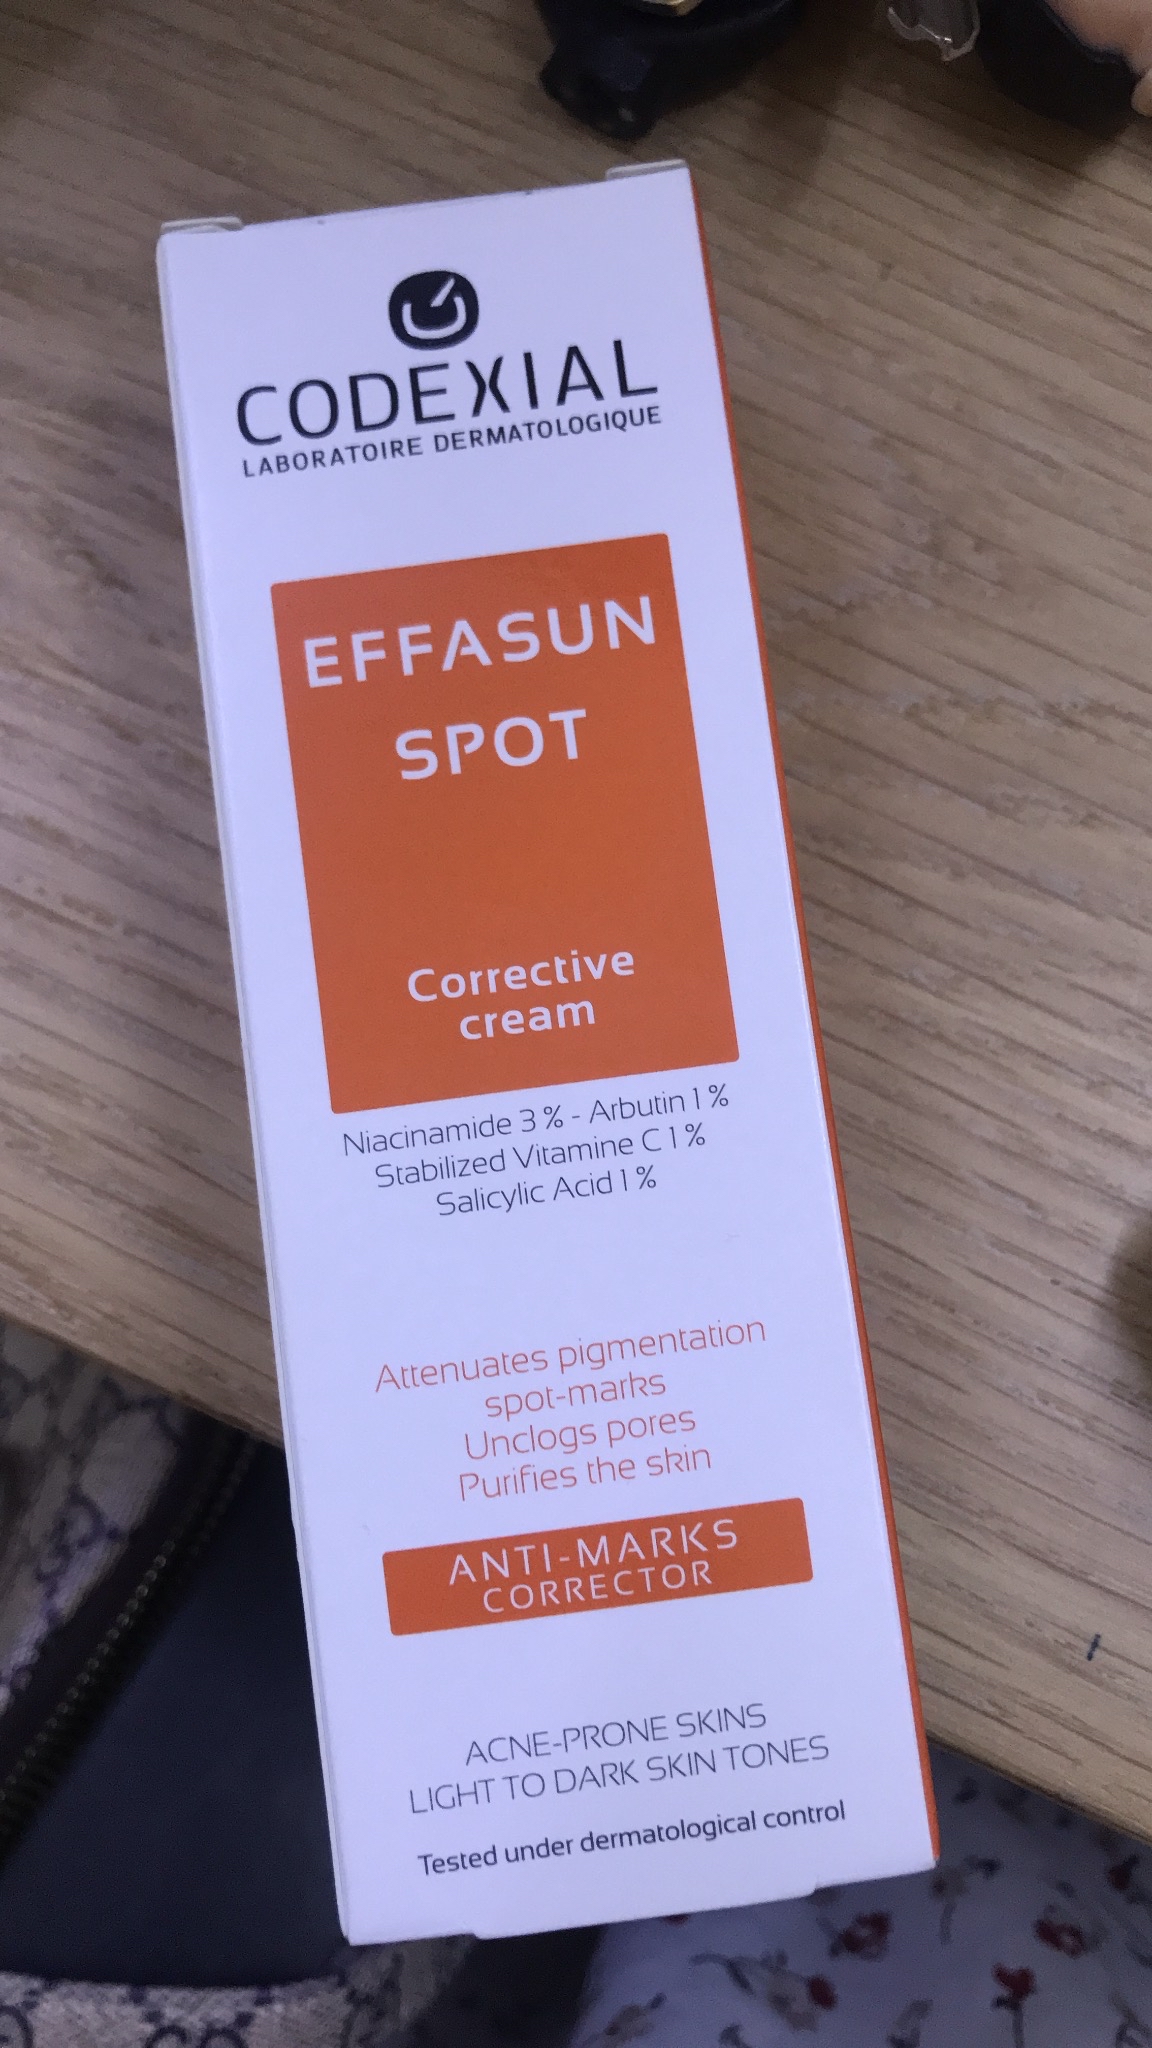 CODEXIAL
LABORATOIRE DERMATOLOGIQUE
EFFASUN
SPOT
Corrective
cream
Niacinamide 3% - Arbutin 1%
Stabilized Vitamine C 1%
Salicylic Acid 1%
Attenuates pigmentation
spot-marks
Unclogs pores
Purifies the skin
ANTI-MARKS
CORRECTOR
ACNE-PRONE SKINS
LIGHT TO DARK SKIN TONES
Tested under dermatological control